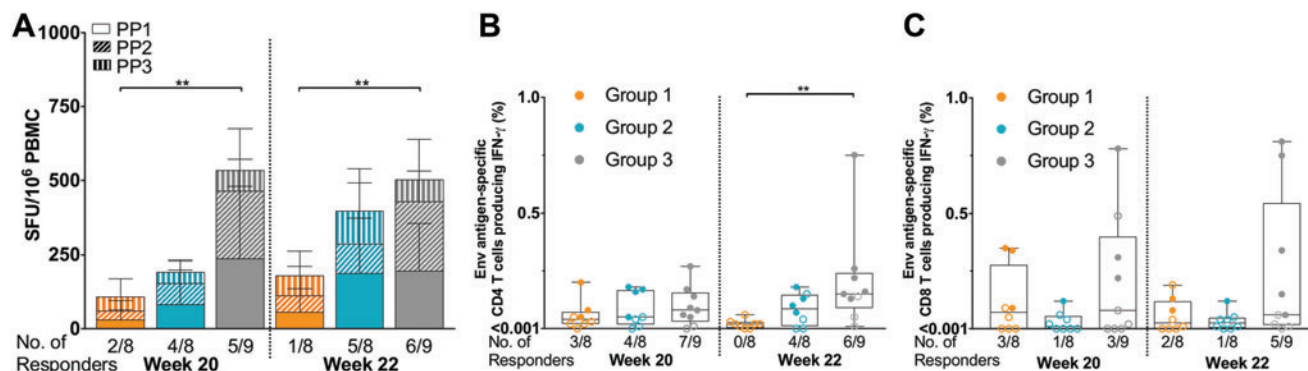 A
1000
750
500
250
0
SFU/10⁶ PBMC
PP1
PP2
PP3
**
**
No. of Responders
2/8 4/8 5/9 1/8 5/8 6/9
Week 20 Week 22
B
1.0
0.5
<0.001
Env antigen-specific
CD4 T cells producing IFN-γ (%)
Group 1
Group 2
Group 3
**
No. of Responders
3/8 4/8 7/9 0/8 4/8 6/9
Week 20 Week 22
C
1.0
0.5
<0.001
Env antigen-specific
CD8 T cells producing IFN-γ (%)
Group 1
Group 2
Group 3
No. of Responders
3/8 1/8 3/9 2/8 1/8 5/9
Week 20 Week 22